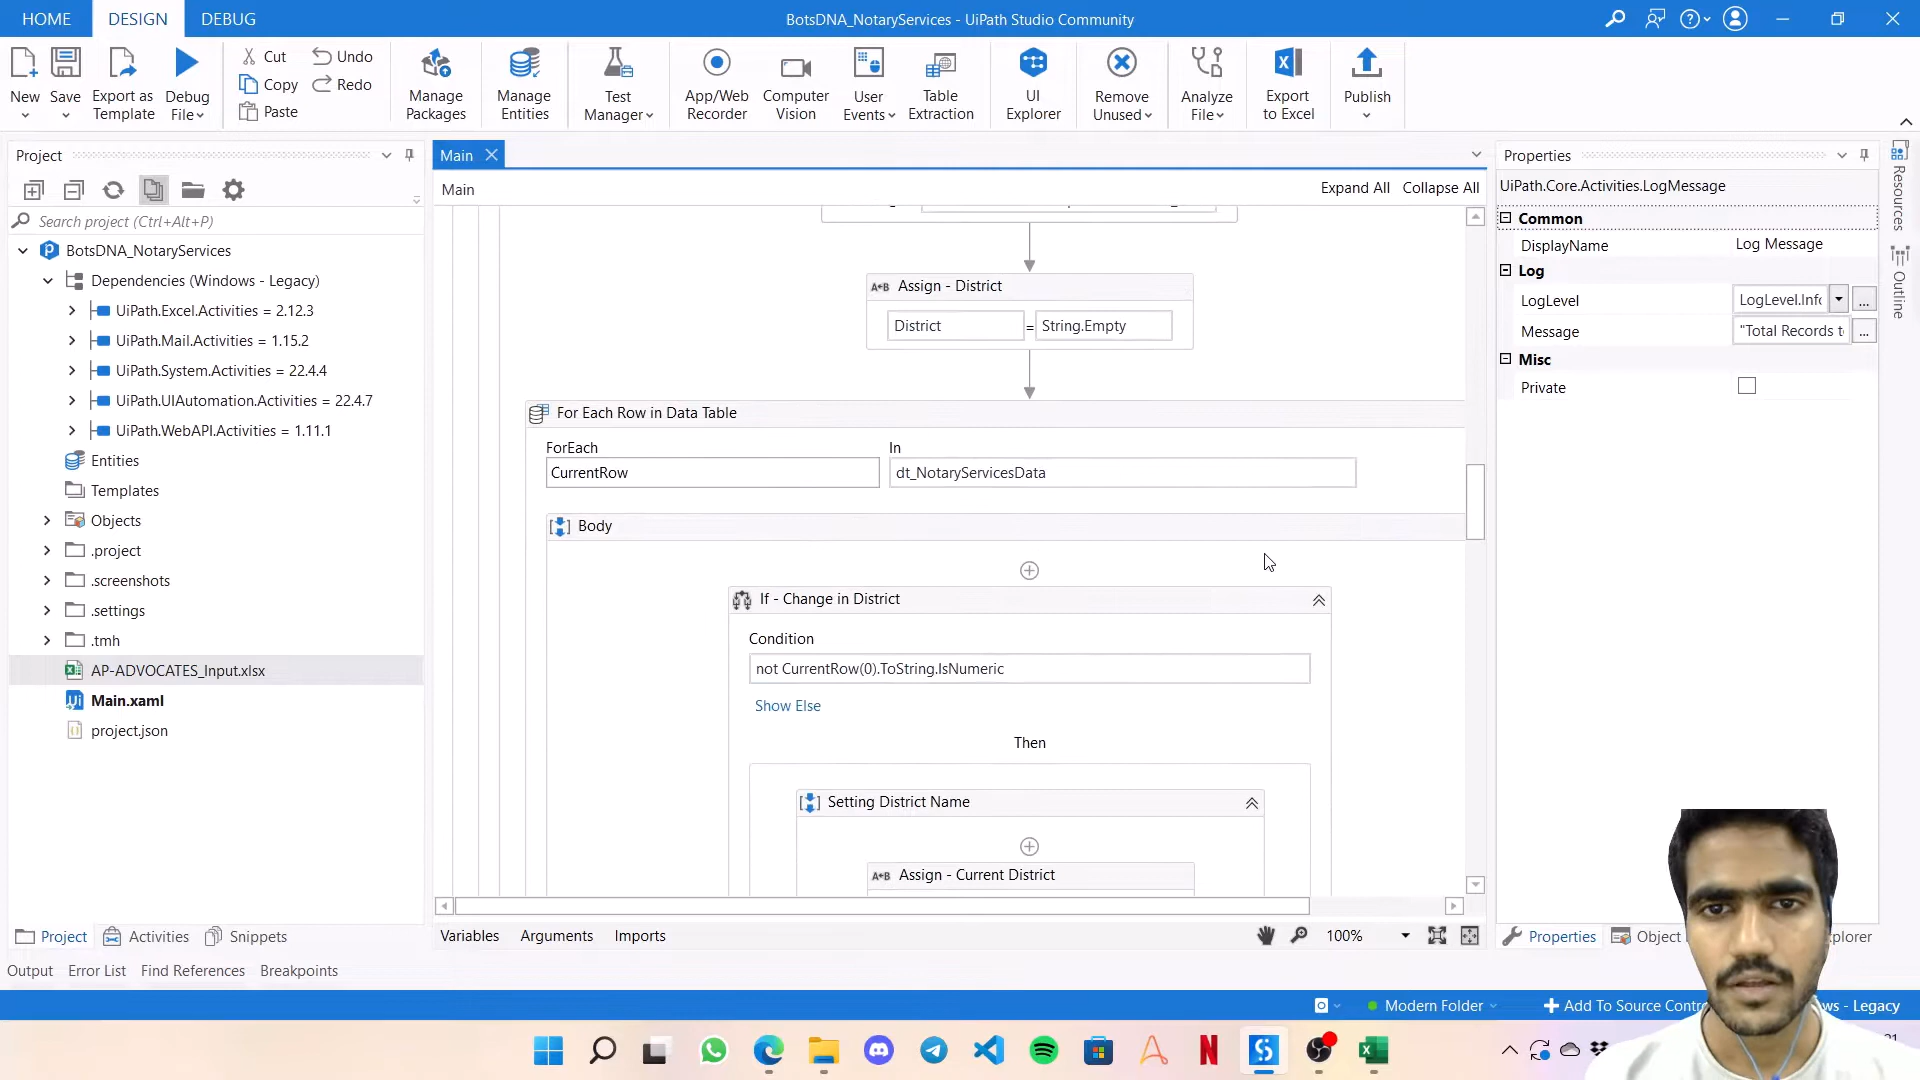 HOME DESIGN DEBUG BotsDNA_NotaryServices - UiPath Studio Community
New Save Export as Template Debug File Cut Copy Paste Undo Redo Manage Packages Manage Entities Test Manager App/Web Recorder Computer Vision User Events Table Extraction UI Explorer Remove Unused Analyze File Export to Excel Publish
Project
Search project (Ctrl+Alt+P)
BotsDNA_NotaryServices
Dependencies (Windows - Legacy)
UiPath.Excel.Activities = 2.12.3
UiPath.Mail.Activities = 1.15.2
UiPath.System.Activities = 22.4.4
UiPath.UIAutomation.Activities = 22.4.7
UiPath.WebAPI.Activities = 1.11.1
Entities
Templates
Objects
.project
.screenshots
.settings
.tmh
AP-ADVOCATES_Input.xlsx
Main.xaml
project.json
Project Activities Snippets
Main
Main Expand All Collapse All
A+B Assign - District
District = String.Empty
For Each Row in Data Table
ForEach In
CurrentRow dt_NotaryServicesData
Body
If - Change in District
Condition
not CurrentRow(0).ToString.IsNumeric
Show Else
Then
Setting District Name
A+B Assign - Current District
Variables Arguments Imports 100%
Properties
UiPath.Core.Activities.LogMessage
Common
DisplayName Log Message
Log
LogLevel LogLevel.Info ...
Message "Total Records t ...
Misc
Private
Properties Object plorer
Resources
Outline
Output Error List Find References Breakpoints
Modern Folder Add To Source Contro ws - Legacy